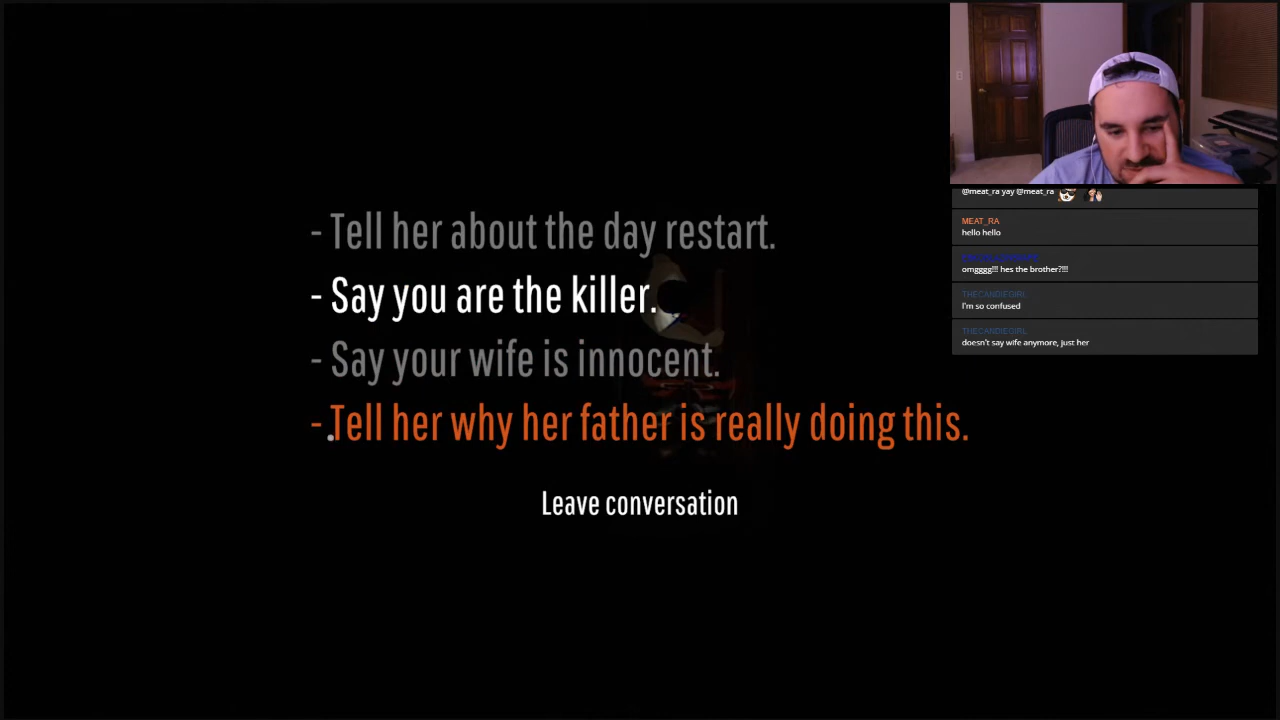 - Tell her about the day restart.
- Say you are the killer.
- Say your wife is innocent.
- Tell her why her father is really doing this.
Leave conversation
@meat_ra yay @meat_ra
MEAT_RA
hello hello
omgggg!!! hes the brother?!!!
THECANDIEGIRL
I'm so confused
THECANDIEGIRL
doesn't say wife anymore, just her